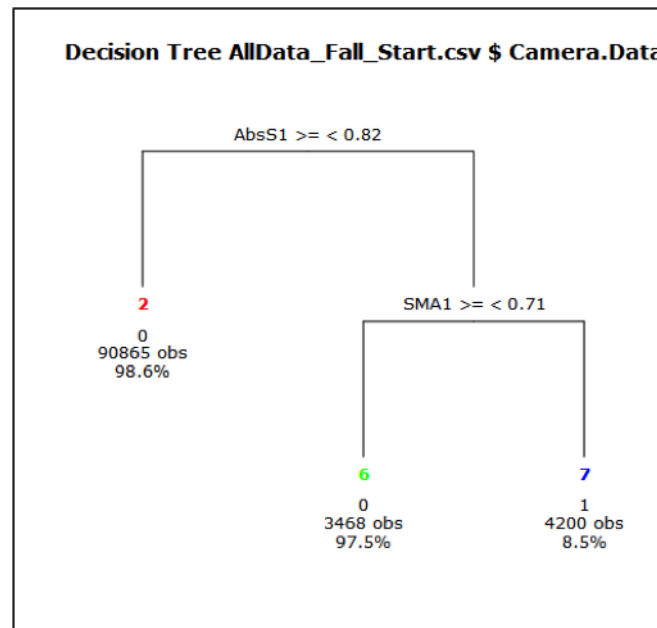 Decision Tree AllData_Fall_Start.csv $ Camera.Data
AbsS1 >= < 0.82
2
0
90865 obs
98.6%
SMA1 >= < 0.71
6
0
3468 obs
97.5%
7
1
4200 obs
8.5%